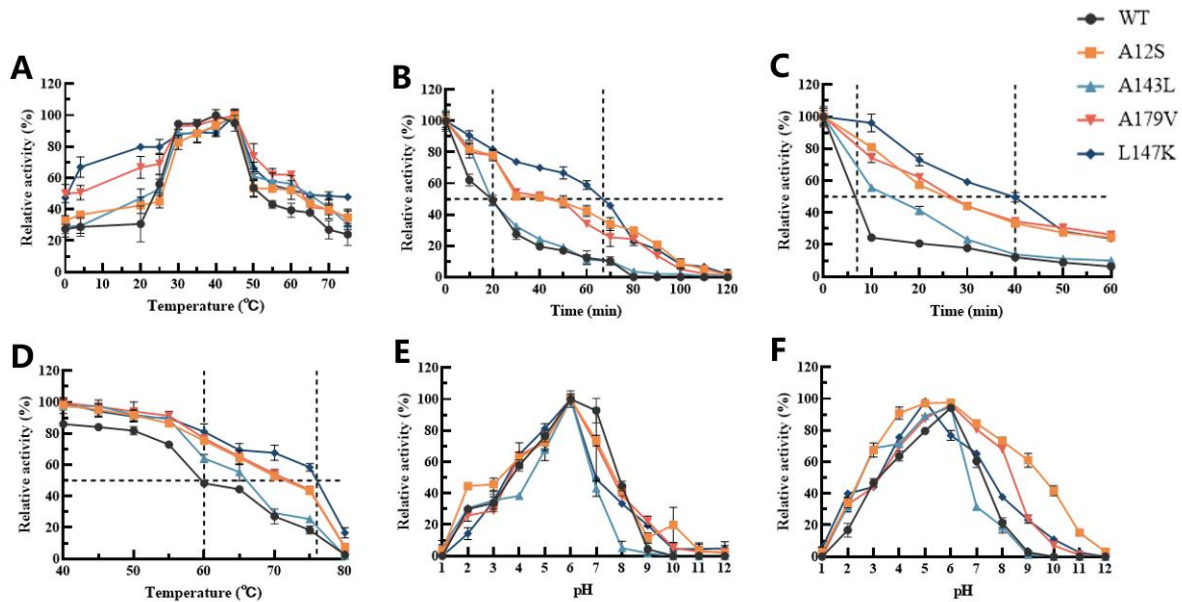 WT
A12S
A143L
A179V
L147K
A
Relative activity (%)
120
100
80
60
40
20
0
0 10 20 30 40 50 60 70
Temperature (°C)
B
Relative activity (%)
120
100
80
60
40
20
0
0 20 40 60 80 100 120
Time (min)
C
Relative activity (%)
120
100
80
60
40
20
0
0 10 20 30 40 50 60
Time (min)
D
Relative activity (%)
120
100
80
60
40
20
0
40 50 60 70 80
Temperature (°C)
E
Relative activity (%)
120
100
80
60
40
20
0
1 2 3 4 5 6 7 8 9 10 11 12
pH
F
Relative activity (%)
120
100
80
60
40
20
0
1 2 3 4 5 6 7 8 9 10 11 12
pH